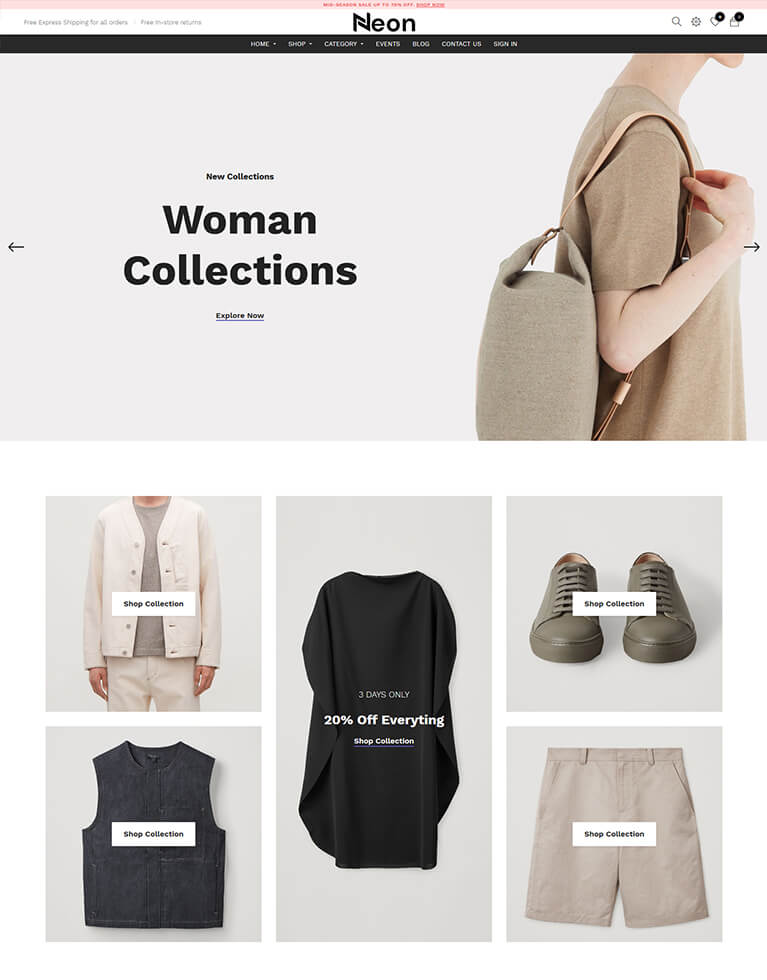 MID-SEASON SALE UP TO 70% OFF. SHOP NOW
Free Express Shipping for all orders
Free In-store returns
Neon
HOME
SHOP
CATEGORY
EVENTS
BLOG
CONTACT US
SIGN IN
New Collections
Woman
Collections
Explore Now
Shop Collection
3 DAYS ONLY
20% Off Everyting
Shop Collection
Shop Collection
Shop Collection
Shop Collection